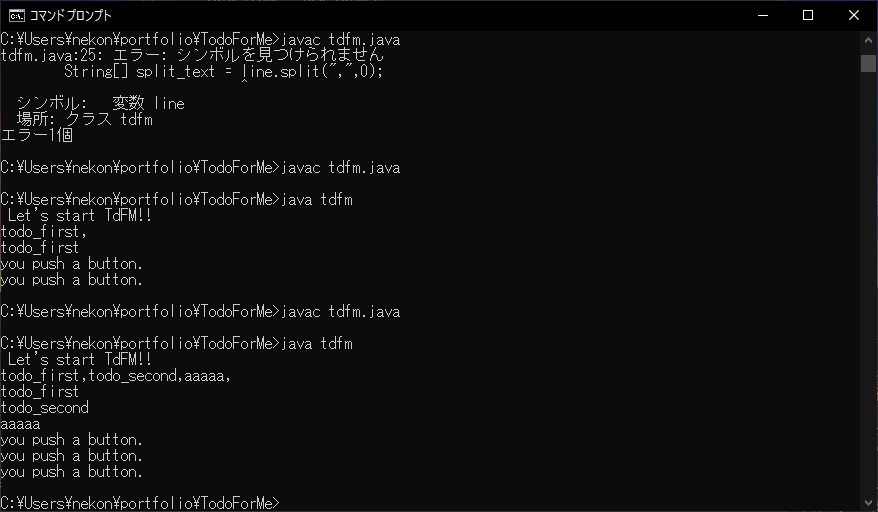 コマンドプロンプト
C:¥Users¥nekon¥portfolio¥TodoForMe>javac tdfm.java
tdfm.java:25: エラー: シンボルを見つけられません
        String[] split_text = line.split(",",0);
                              ^
  シンボル:   変数 line
  場所: クラス tdfm
エラー1個
C:¥Users¥nekon¥portfolio¥TodoForMe>javac tdfm.java
C:¥Users¥nekon¥portfolio¥TodoForMe>java tdfm
 Let's start TdFM!!
todo_first,
todo_first
you push a button.
you push a button.
C:¥Users¥nekon¥portfolio¥TodoForMe>javac tdfm.java
C:¥Users¥nekon¥portfolio¥TodoForMe>java tdfm
 Let's start TdFM!!
todo_first,todo_second,aaaaa,
todo_first
todo_second
aaaaa
you push a button.
you push a button.
you push a button.
C:¥Users¥nekon¥portfolio¥TodoForMe>